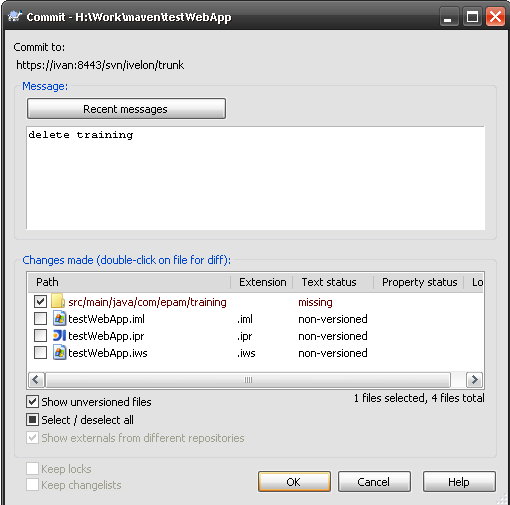 Commit - H:\Work\maven\testWebApp
Commit to:
https://ivan:8443/svn/ivelon/trunk
Message:
Recent messages
delete training
Changes made (double-click on file for diff):
Path Extension Text status Property status Lo
src/main/java/com/epam/training missing
testWebApp.iml .iml non-versioned
testWebApp.ipr .ipr non-versioned
testWebApp.iws .iws non-versioned
Show unversioned files 1 files selected, 4 files total
Select / deselect all
Show externals from different repositories
Keep locks
Keep changelists
OK Cancel Help